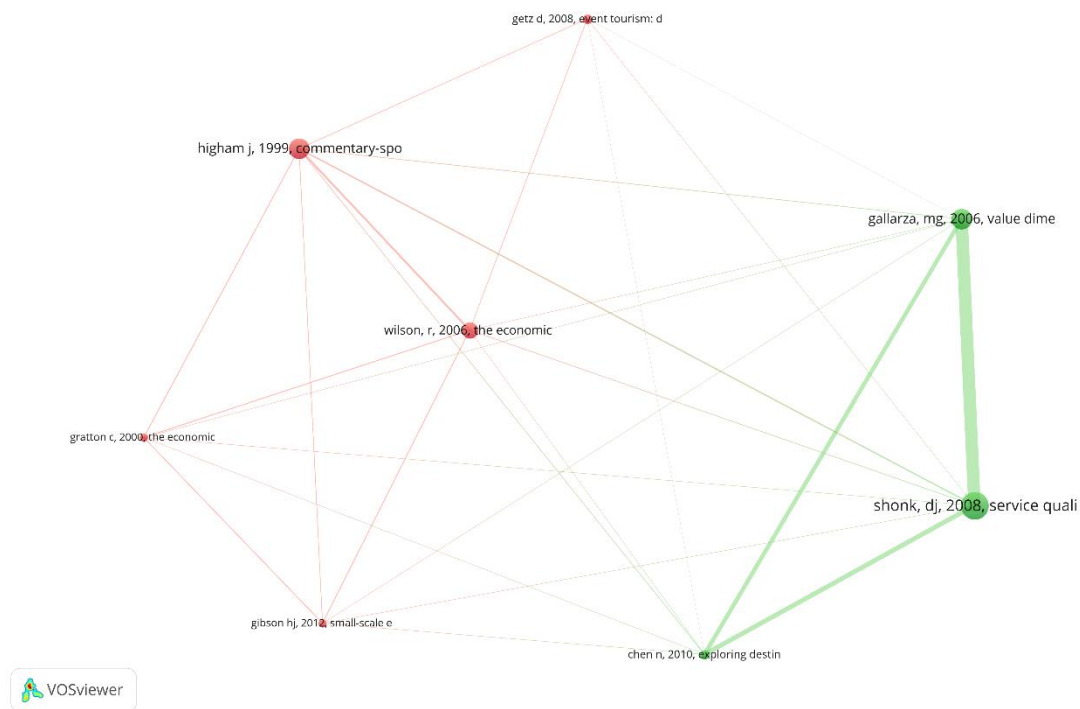 getz d, 2008, event tourism: d
higham j, 1999, commentary-spo
gallarza, mg, 2006, value dime
wilson, r, 2006, the economic
gratton c, 2000, the economic
shonk, dj, 2008, service quali
gibson hj, 2012, small-scale e
chen n, 2010, exploring destin
VOSviewer